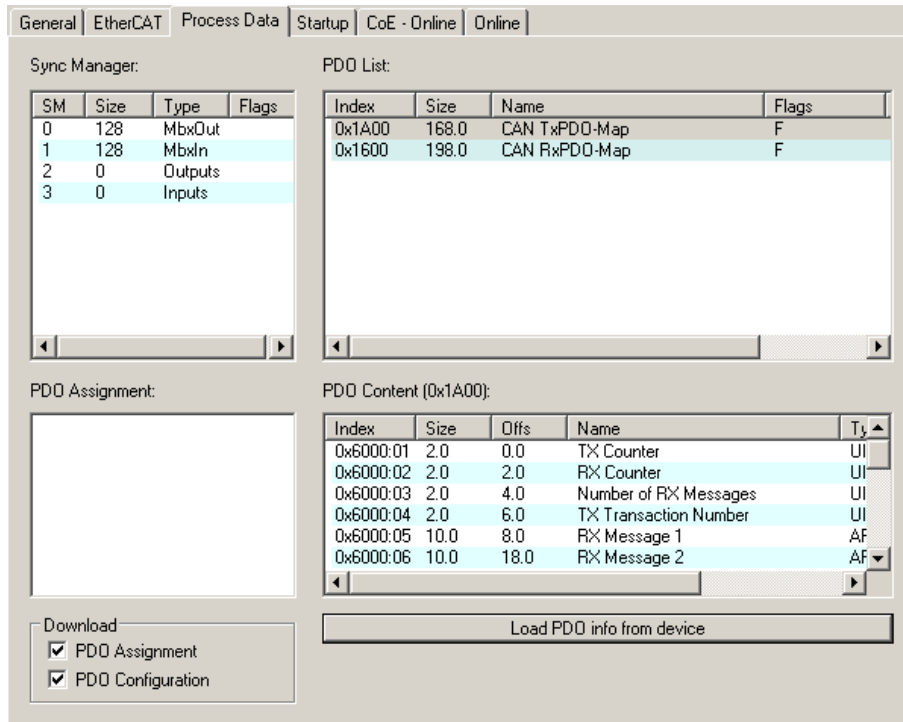 General EtherCAT Process Data Startup CoE - Online Online
Sync Manager:
SM Size Type Flags
0 128 MbxOut
1 128 MbxIn
2 0 Outputs
3 0 Inputs
PDO List:
Index Size Name Flags
0x1A00 168.0 CAN TxPDO-Map F
0x1600 198.0 CAN RxPDO-Map F
PDO Assignment:
PDO Content (0x1A00):
Index Size Offs Name
0x6000:01 2.0 0.0 TX Counter UI
0x6000:02 2.0 2.0 RX Counter UI
0x6000:03 2.0 4.0 Number of RX Messages UI
0x6000:04 2.0 6.0 TX Transaction Number UI
0x6000:05 10.0 8.0 RX Message 1
0x6000:06 10.0 18.0 RX Message 2
Download
PDO Assignment
PDO Configuration
Load PDO info from device